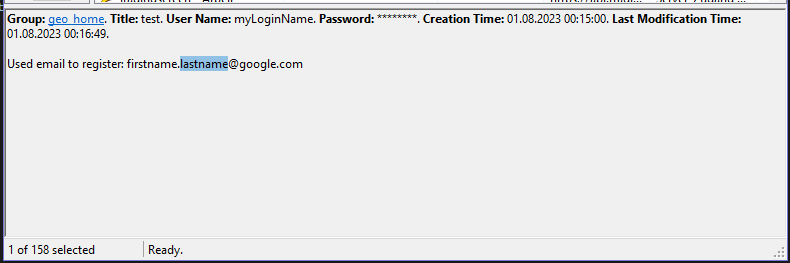 Group: geo_home. Title: test. User Name: myLoginName. Password: ********. Creation Time: 01.08.2023 00:15:00. Last Modification Time:
01.08.2023 00:16:49.
Used email to register: firstname.lastname@google.com
1 of 158 selected
Ready.